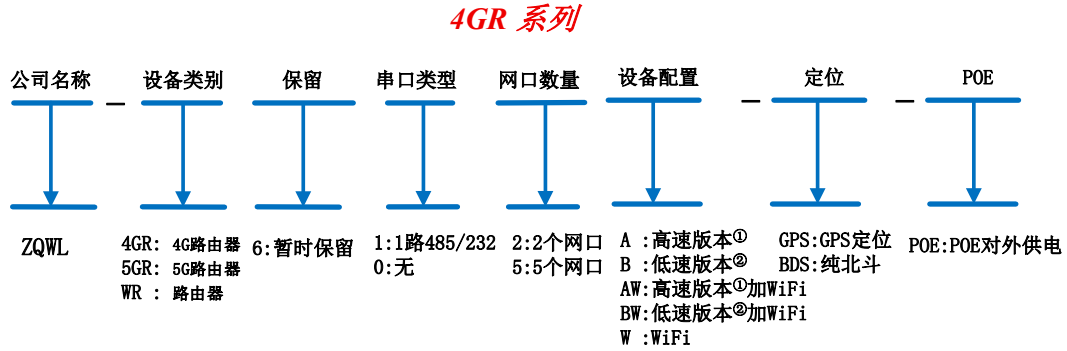 4GR 系列
公司名称 — 设备类别 保留 串口类型 网口数量 设备配置 — 定位 — POE
ZQWL
4GR: 4G路由器
5GR: 5G路由器
WR : 路由器
6:暂时保留
1:1路485/232
0:无
2:2个网口
5:5个网口
A :高速版本①
B :低速版本②
AW:高速版本①加WiFi
BW:低速版本②加WiFi
W :WiFi
GPS:GPS定位
BDS:纯北斗
POE:POE对外供电